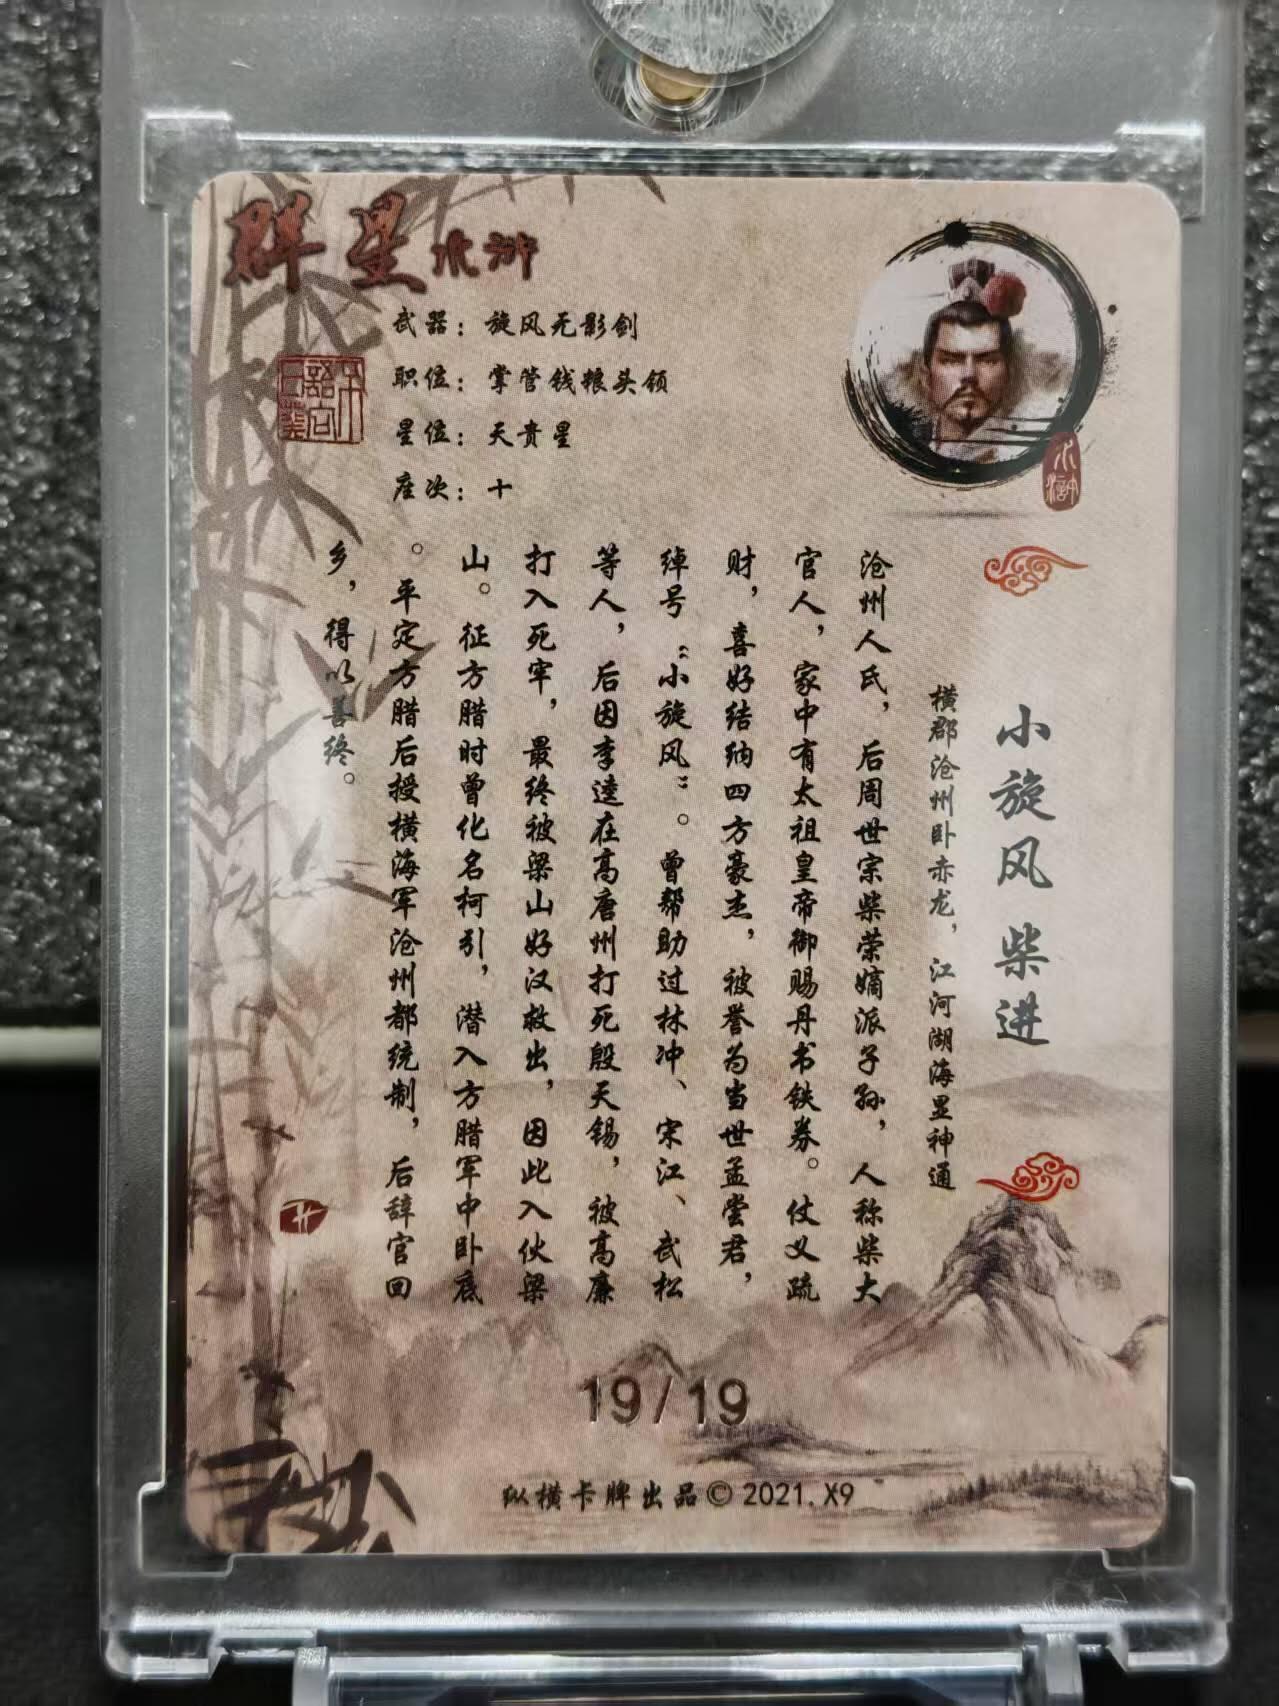 群星水浒
武器：旋风无影剑
职位：掌管钱粮头领
星位：天贵星
座次：十
水浒
小旋风 柴进
横郡沧州卧赤龙，江河湖海显神通
沧州人氏，后周世宗柴荣嫡派子孙，人称柴大
官人，家中有太祖皇帝御赐丹书铁券。仗义疏
财，喜好结纳四方豪杰，被誉为当世孟尝君，
绰号“小旋风”。曾帮助过林冲、宋江、武松
等人，后因李逵在高唐州打死殷天锡，被高廉
打入死牢，最终被梁山好汉救出，因此入伙梁
山。征方腊时曾化名柯引，潜入方腊军中卧底
。平定方腊后授横海军沧州都统制，后辞官回
乡，得以善终。
19/19
纵横卡牌出品©2021.X9